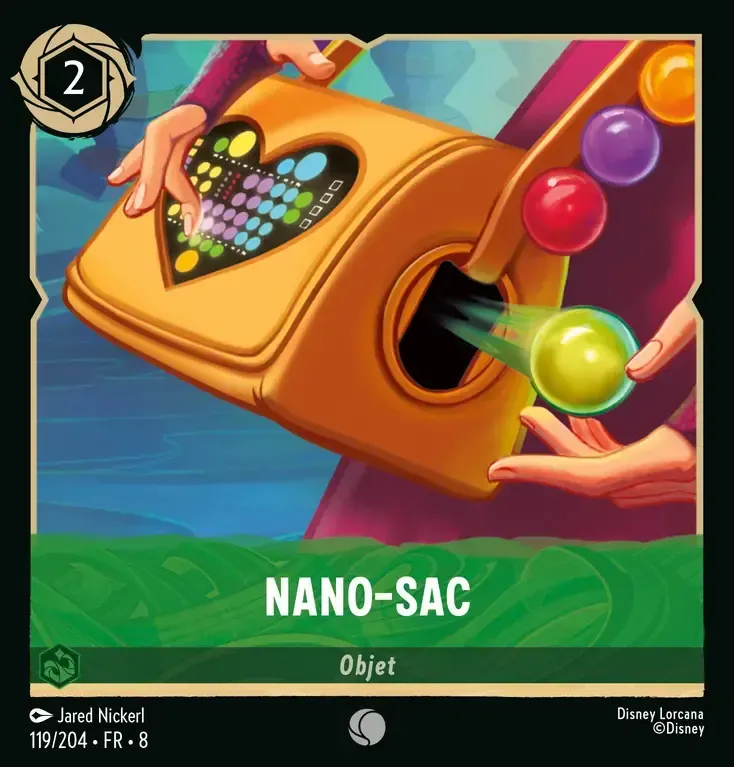 2
NANO-SAC
Objet
Jared Nickerl
119/204 • FR • 8
Disney Lorcana
©Disney